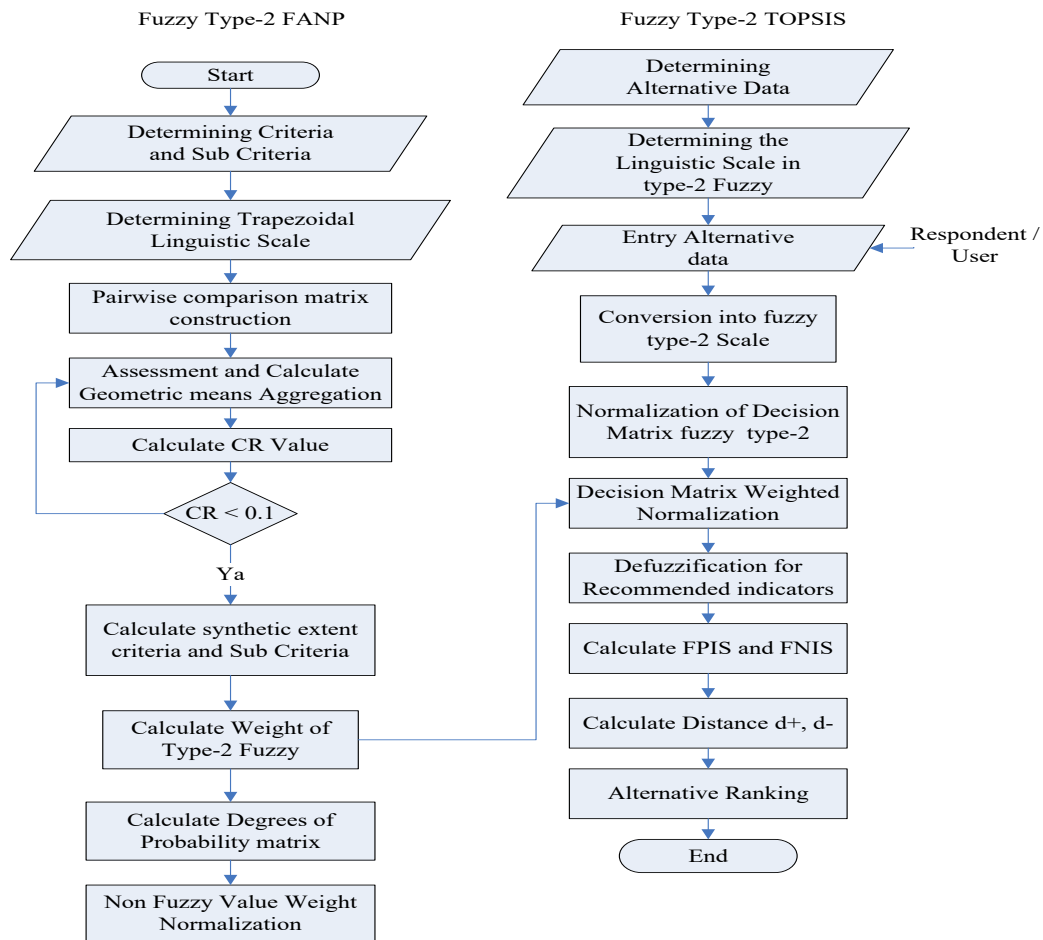 Fuzzy Type-2 FANP
Start
Determining Criteria
and Sub Criteria
Determining Trapezoidal
Linguistic Scale
Pairwise comparison matrix
construction
Assessment and Calculate
Geometric means Aggregation
Calculate CR Value
CR < 0.1
Ya
Calculate synthetic extent
criteria and Sub Criteria
Calculate Weight of
Type-2 Fuzzy
Calculate Degrees of
Probability matrix
Non Fuzzy Value Weight
Normalization
Fuzzy Type-2 TOPSIS
Determining
Alternative Data
Determining the
Linguistic Scale in
type-2 Fuzzy
Entry Alternative
data
Respondent /
User
Conversion into fuzzy
type-2 Scale
Normalization of Decision
Matrix fuzzy type-2
Decision Matrix Weighted
Normalization
Defuzzification for
Recommended indicators
Calculate FPIS and FNIS
Calculate Distance d+, d-
Alternative Ranking
End